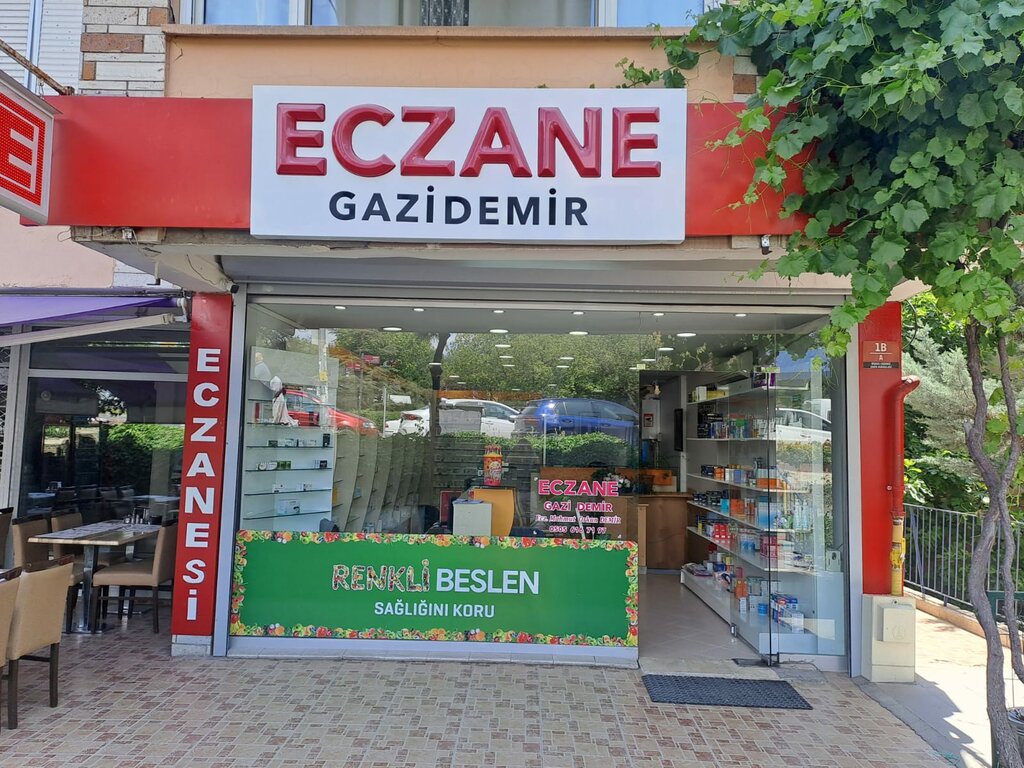 E
ECZANE
GAZİDEMİR
ECZANESİ
1B
A
ECZANE
GAZİ DEMİR
RENKLİ BESLEN
SAĞLIĞINI KORU